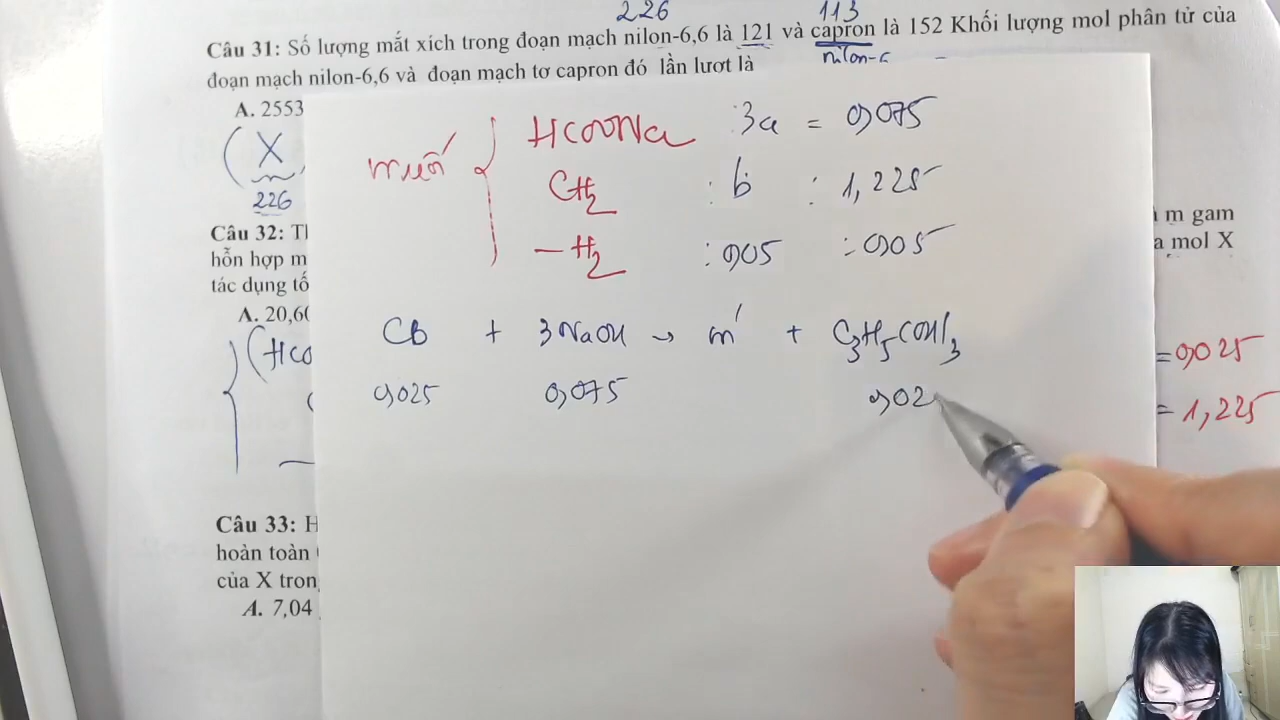 226 113
Câu 31: Số lượng mắt xích trong đoạn mạch nilon-6,6 là 121 và capron là 152 Khối lượng mol phân tử của
nilon-6
đoạn mạch nilon-6,6 và đoạn mạch tơ capron đó lần lươt là
A. 2553
(X
226
muối { HCOONa : 3a = 0,075
CH2 : b : 1,225
- H2 : 0,05 = 0,05
Câu 32: T
m gam
hỗn hợp m
a mol X
tác dụng tố
A. 20,60
(HCO
CB + 3NaOH → m' + C3H5(OH)3
= 0,025
0,025 0,075 0,02
= 1,225
Câu 33: H
hoàn toàn
của X tron
A. 7,04